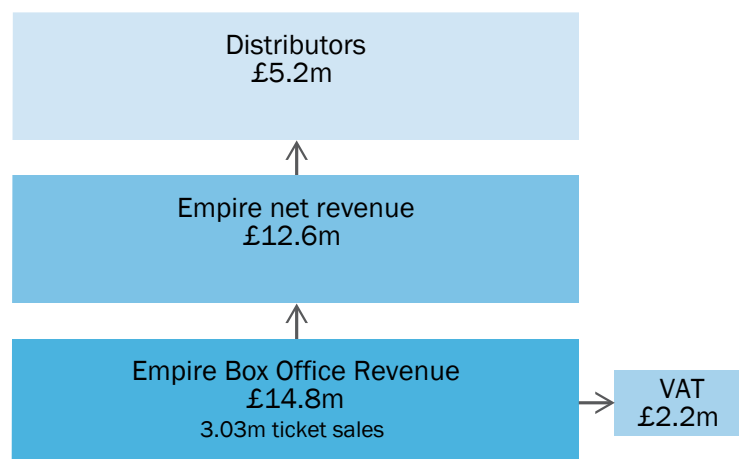 Distributors
£5.2m
Empire net revenue
£12.6m
Empire Box Office Revenue
£14.8m
3.03m ticket sales
VAT
£2.2m